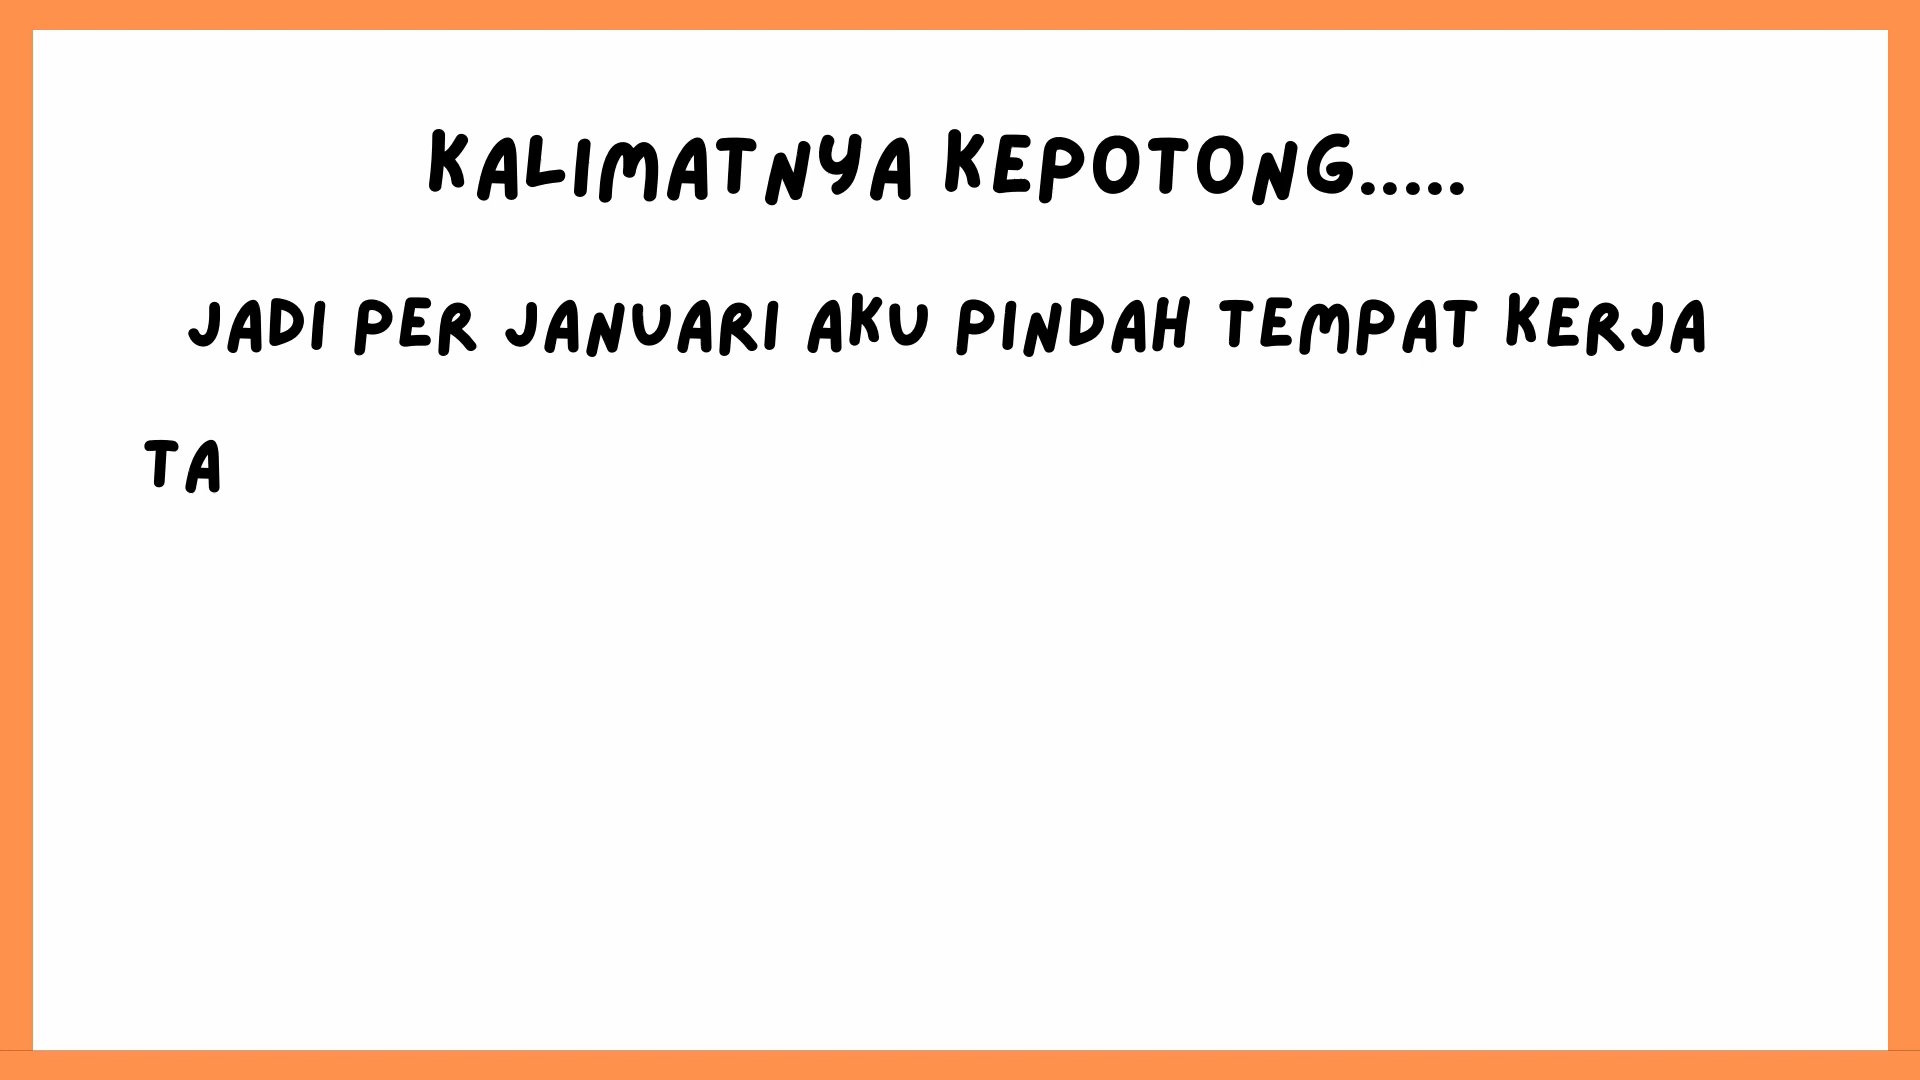 KALIMATNYA KEPOTONG.....
JADI PER JANUARI AKU PINDAH TEMPAT KERJA
TA